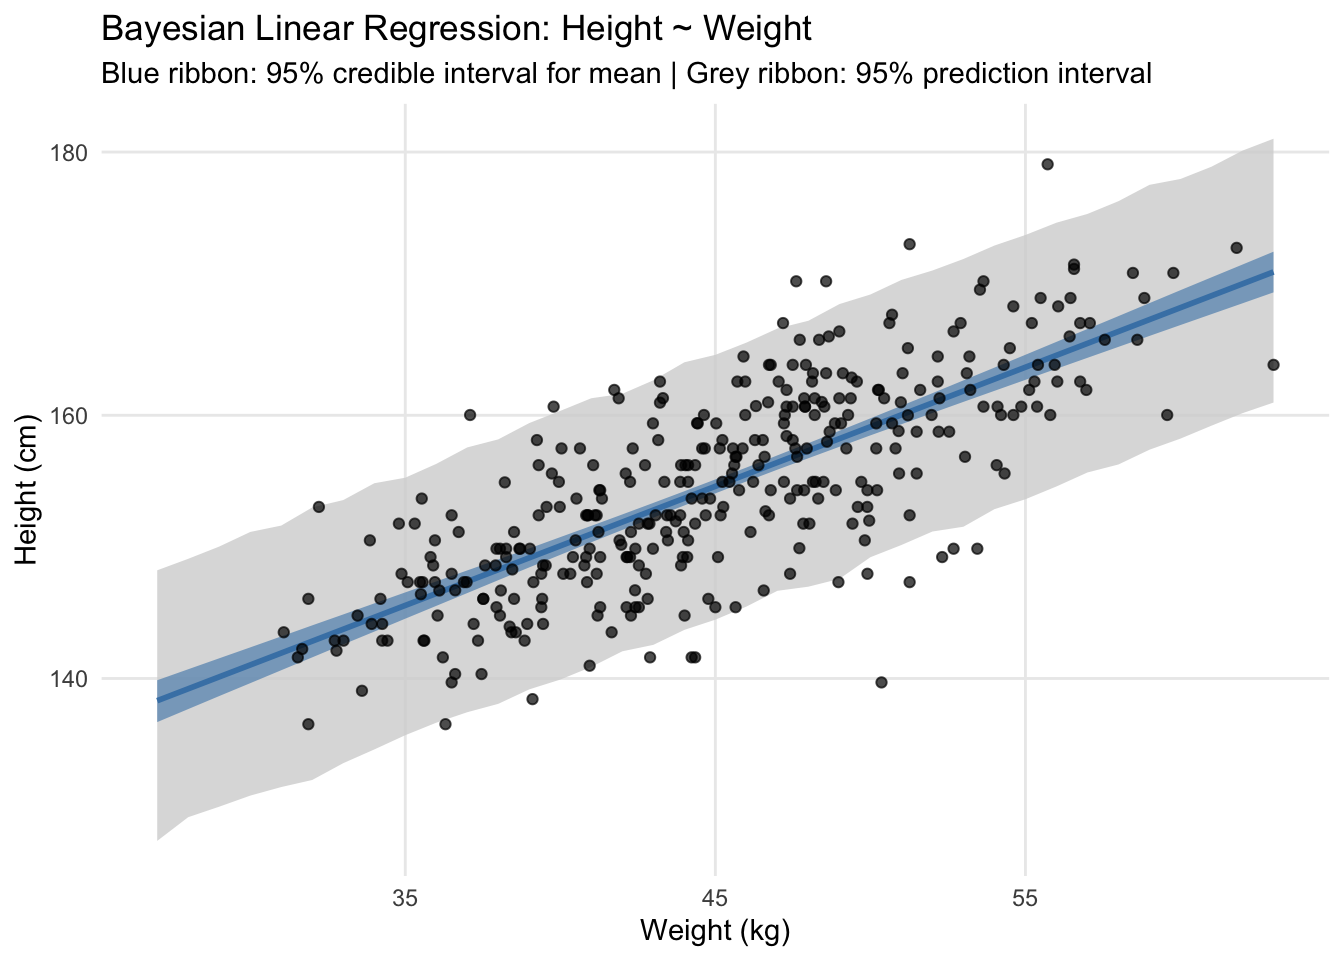 Bayesian Linear Regression: Height ~ Weight
Blue ribbon: 95% credible interval for mean | Grey ribbon: 95% prediction interval
180
160
140
Height (cm)
35
45
55
Weight (kg)